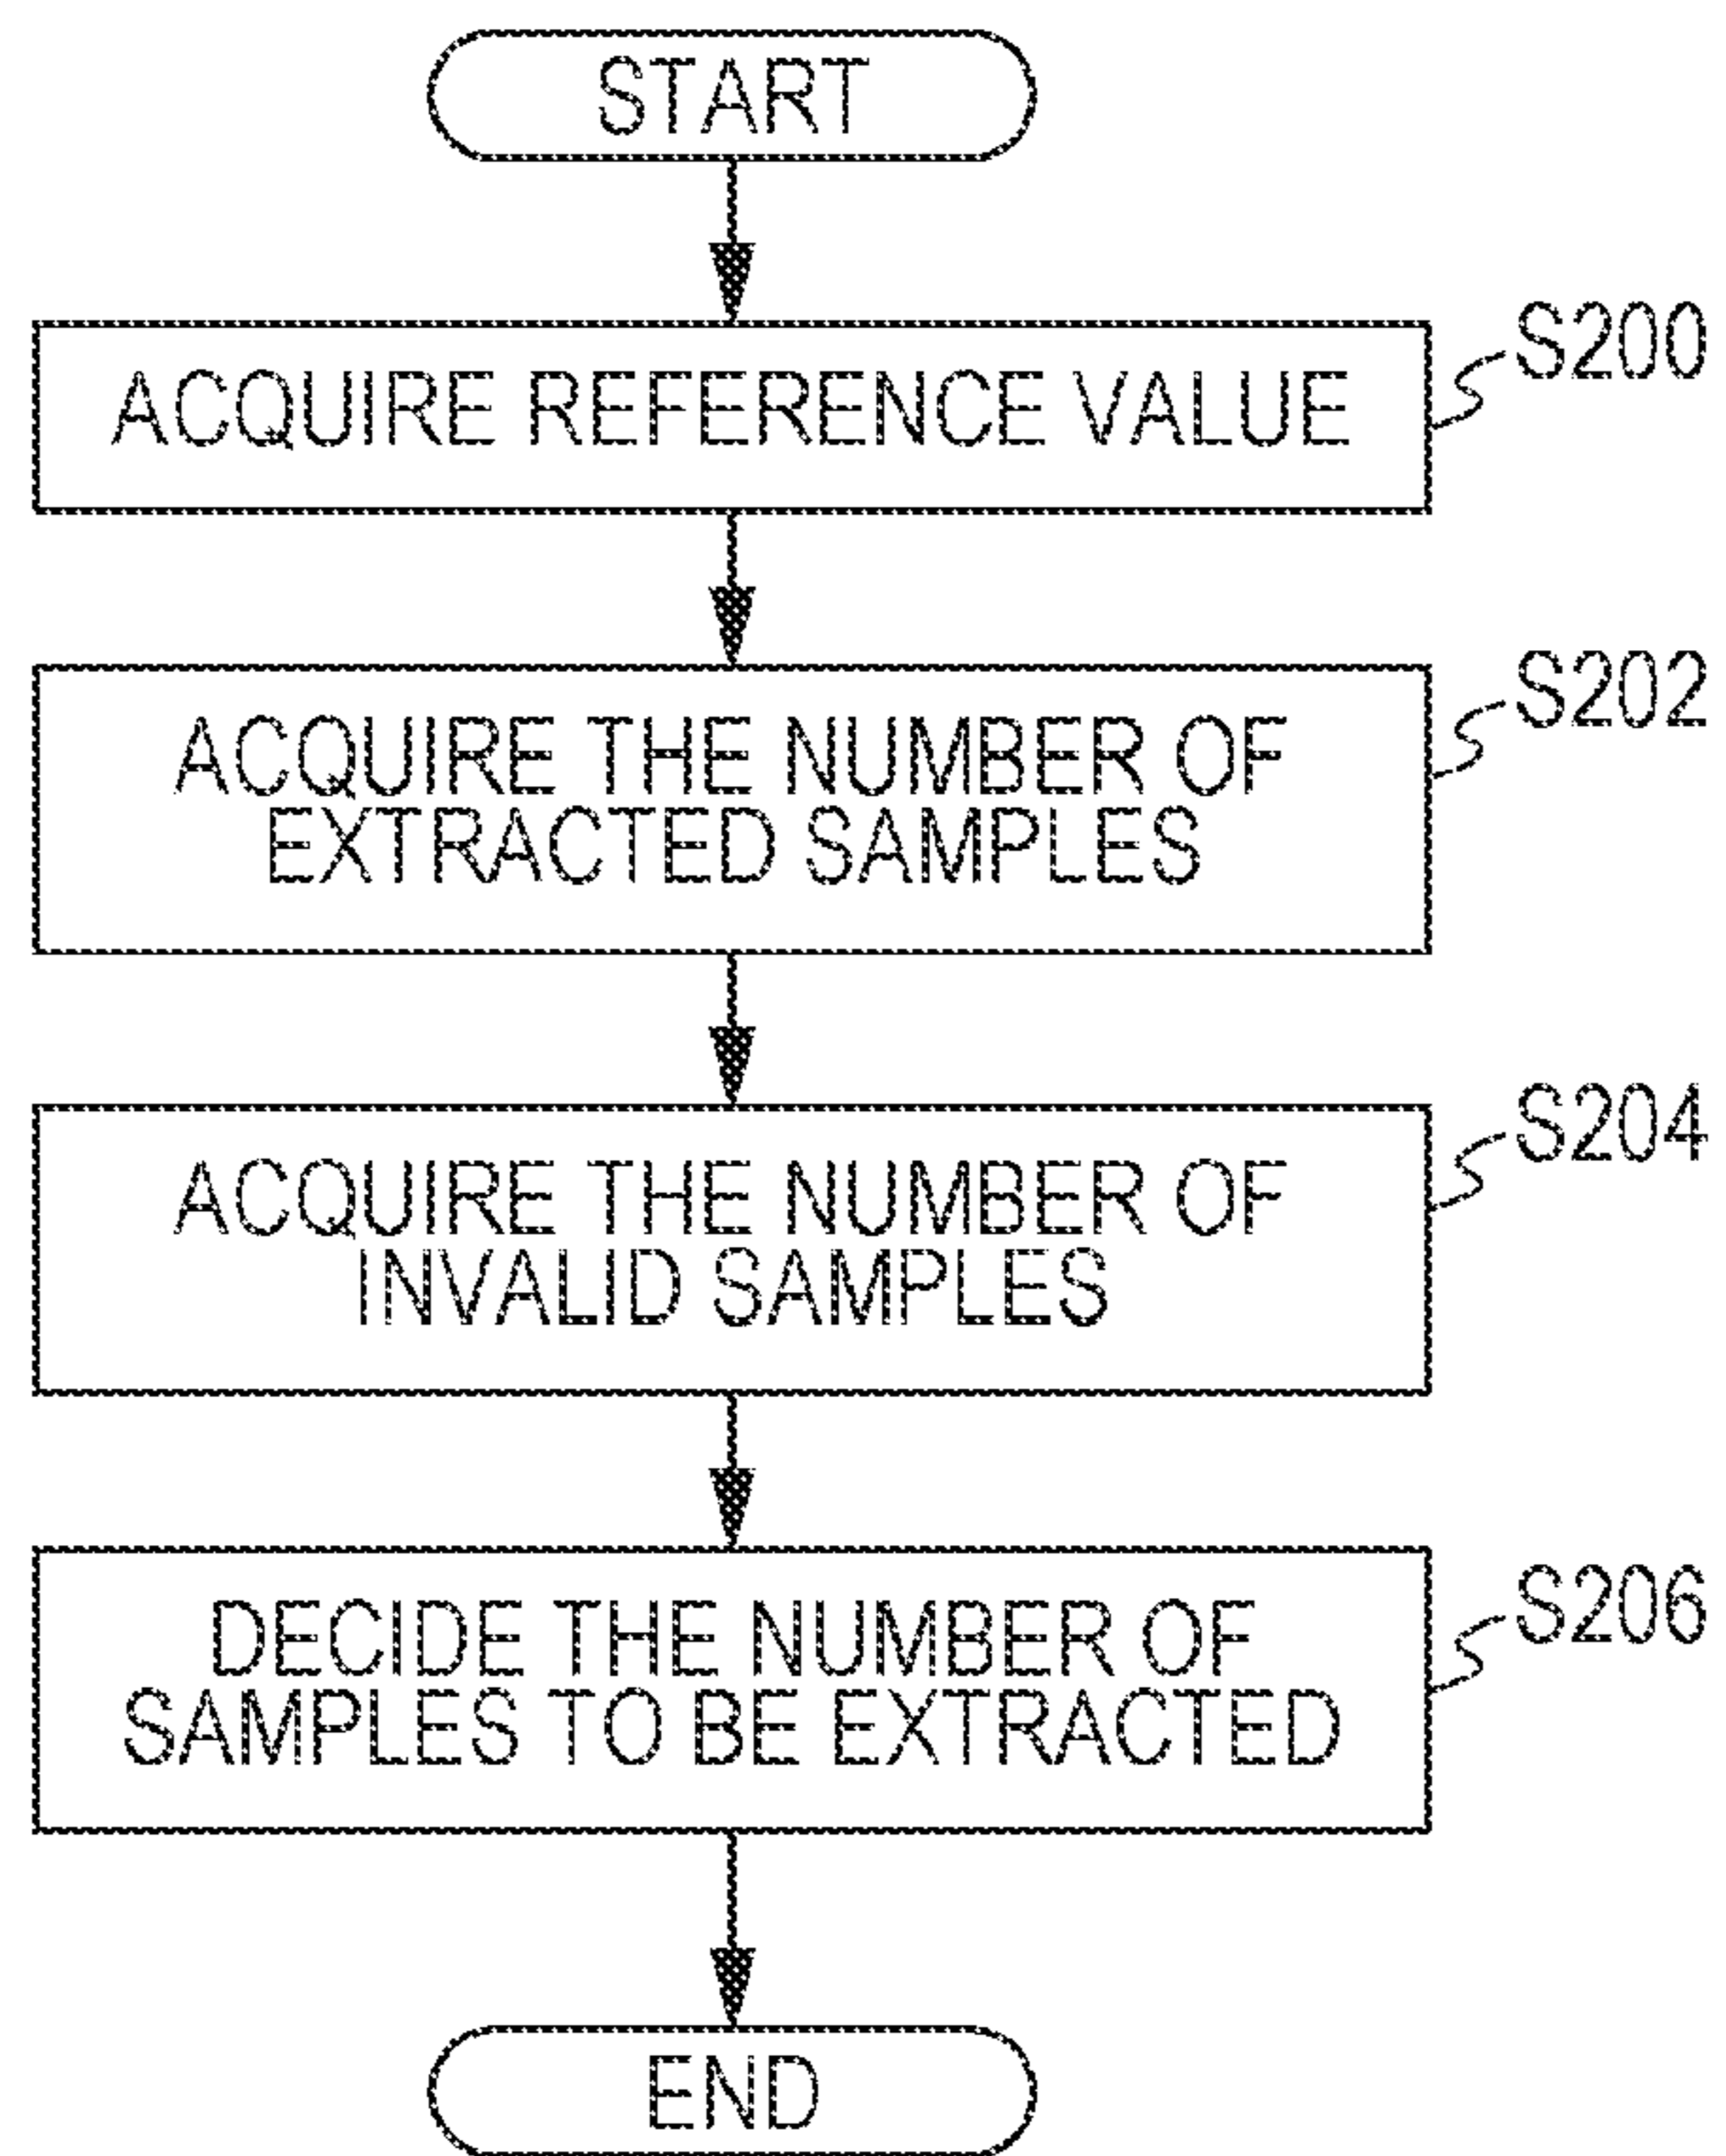 START
ACQUIRE REFERENCE VALUE
S200
ACQUIRE THE NUMBER OF
EXTRACTED SAMPLES
S202
ACQUIRE THE NUMBER OF
INVALID SAMPLES
S204
DECIDE THE NUMBER OF
SAMPLES TO BE EXTRACTED
S206
END